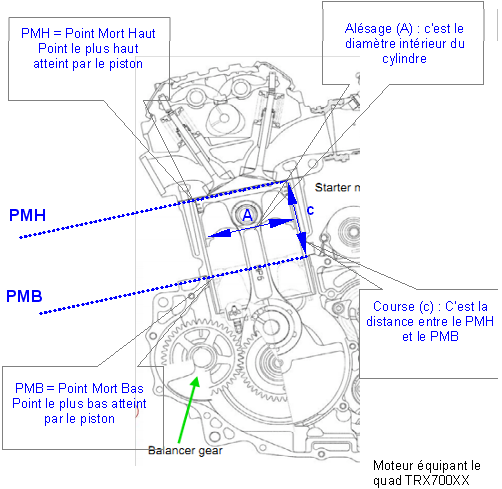 PMH = Point Mort Haut
Point le plus haut
atteint par le piston
Alésage (A) : c'est le
diamètre intérieur du
cylindre
Starter
A
c
PMH
PMB
Course (c) : C'est la
distance entre le PMH
et le PMB
PMB = Point Mort Bas
Point le plus bas atteint
par le piston
Balancer gear
Moteur équipant le
quad TRX700XX